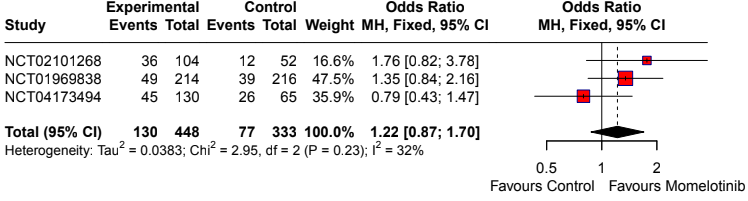 Experimental Control Odds Ratio Odds Ratio
Study Events Total Events Total Weight MH, Fixed, 95% CI MH, Fixed, 95% CI
NCT02101268 36 104 12 52 16.6% 1.76 [0.82; 3.78]
NCT01969838 49 214 39 216 47.5% 1.35 [0.84; 2.16]
NCT04173494 45 130 26 65 35.9% 0.79 [0.43; 1.47]
Total (95% CI) 130 448 77 333 100.0% 1.22 [0.87; 1.70]
Heterogeneity: Tau² = 0.0383; Chi² = 2.95, df = 2 (P = 0.23); I² = 32%
0.5 1 2
Favours Control Favours Momelotinib